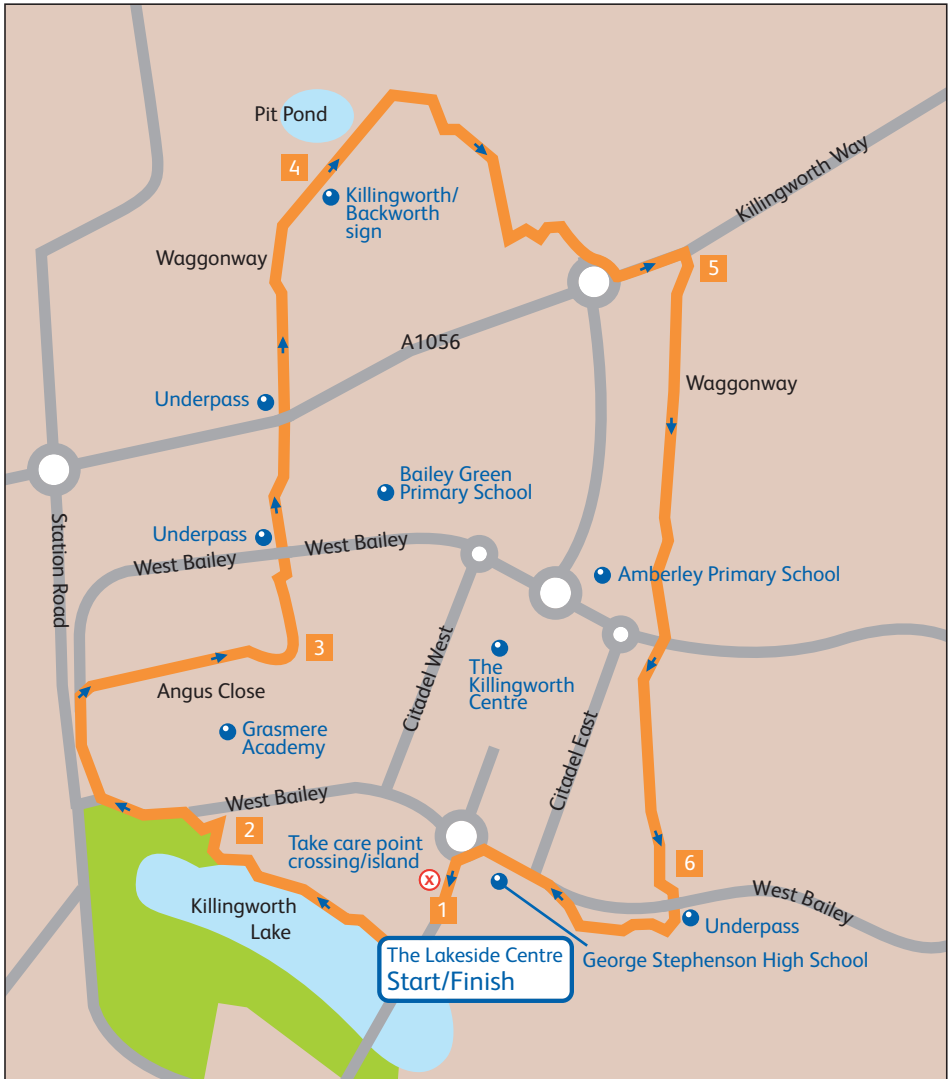 Pit Pond
4
Killingworth/
Backworth
sign
Killingworth Way
Waggonway
5
A1056
Waggonway
Underpass
Bailey Green
Primary School
Station Road
Underpass
West Bailey
West Bailey
Amberley Primary School
3
Citadel West
The
Killingworth
Centre
Angus Close
Grasmere
Academy
Citadel East
West Bailey
2
Take care point
crossing/island
x
6
1
West Bailey
Killingworth
Lake
Underpass
The Lakeside Centre
Start/Finish
George Stephenson High School